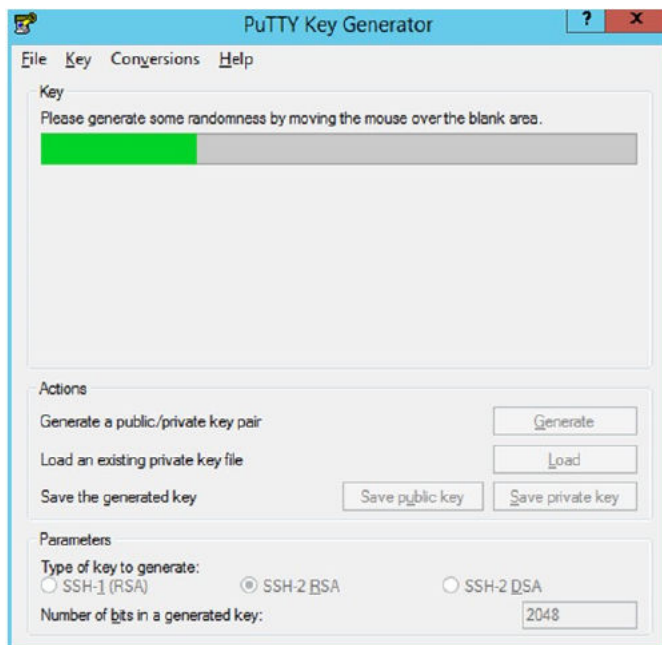 PuTTY Key Generator
?
x
File Key Conversions Help
Key
Please generate some randomness by moving the mouse over the blank area.
Actions
Generate a public/private key pair
Generate
Load an existing private key file
Load
Save the generated key
Save public key
Save private key
Parameters
Type of key to generate:
SSH-1 (RSA)
SSH-2 RSA
SSH-2 DSA
Number of bits in a generated key:
2048